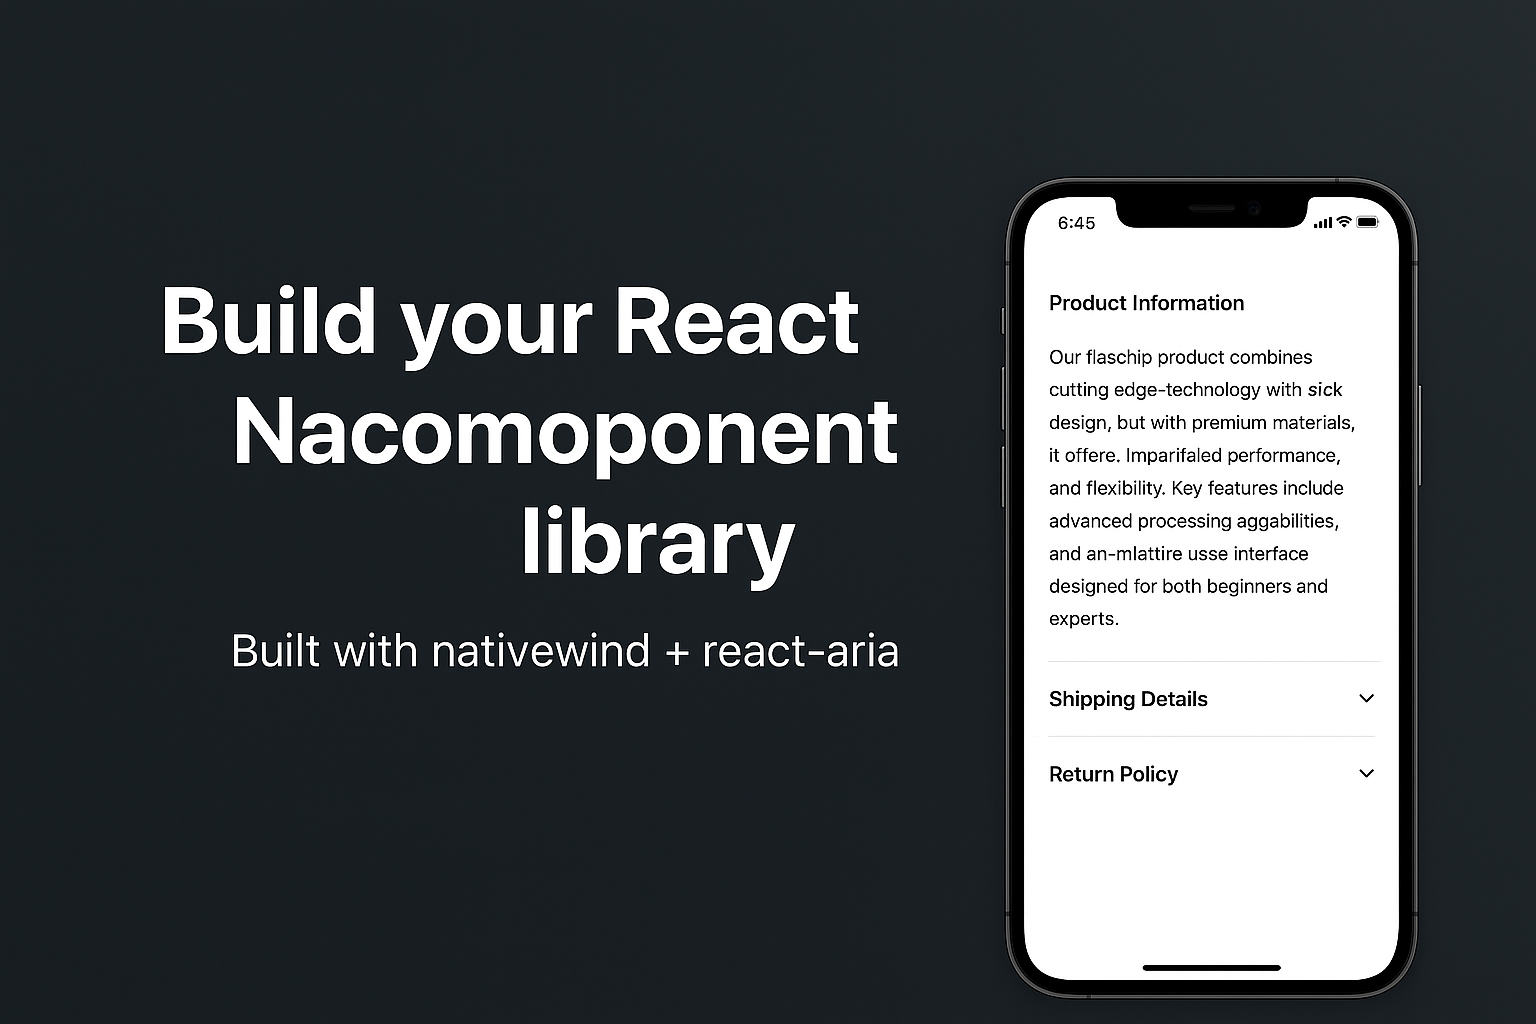 Build your React
Nacomoponent
library
Built with nativewind + react-aria
6:45
Product Information
Our flaschip product combines
cutting edge-technology with sick
design, but with premium materials,
it offere. Imparifaled performance,
and flexibility. Key features include
advanced processing aggabilities,
and an-mlattire usse interface
designed for both beginners and
experts.
Shipping Details
Return Policy